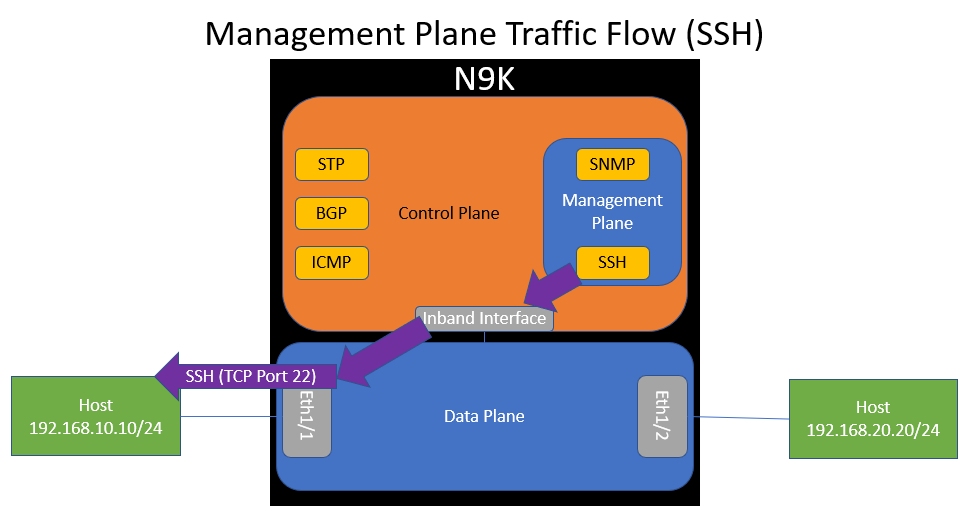 Management Plane Traffic Flow (SSH)
N9K
STP
SNMP
BGP
Control Plane
Management
Plane
ICMP
SSH
Inband Interface
SSH (TCP Port 22)
Host
192.168.10.10/24
Eth1/1
Data Plane
Eth1/2
Host
192.168.20.20/24